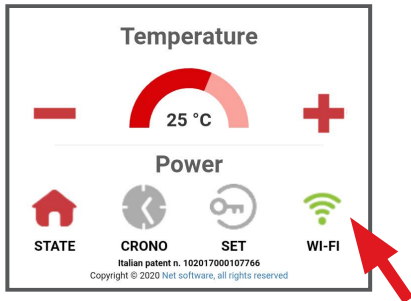 Temperature
25 °C
Power
STATE CRONO SET WI-FI
Italian patent n. 102017000107766
Copyright © 2020 Net software, all rights reserved